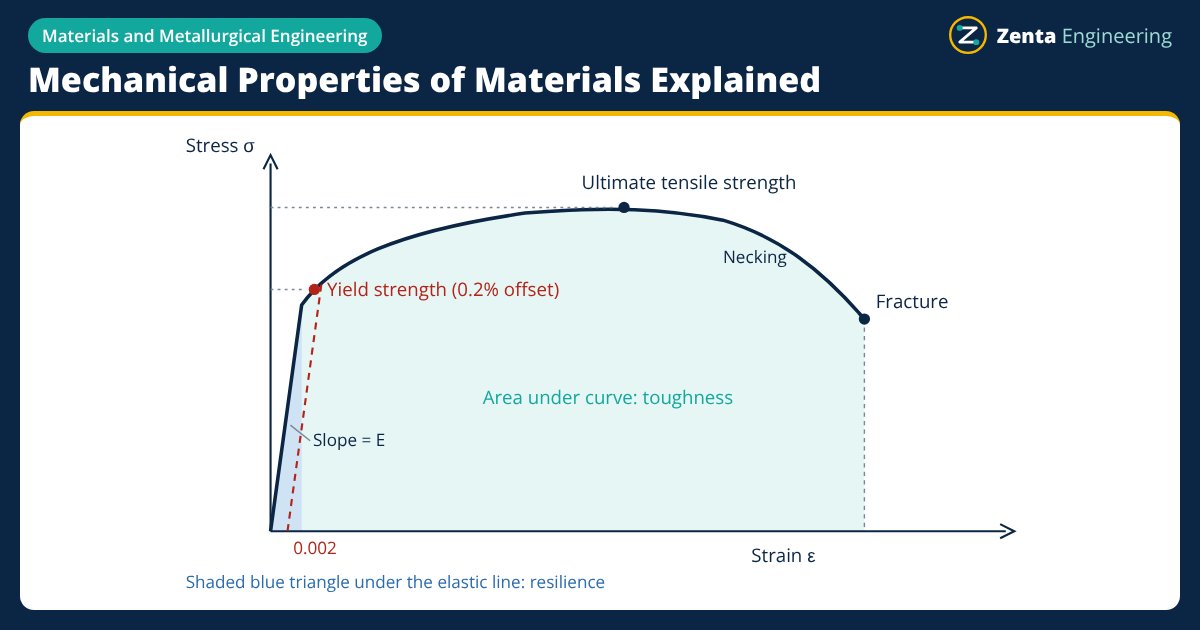 Materials and Metallurgical Engineering
Zenta Engineering
Mechanical Properties of Materials Explained
Stress σ
Ultimate tensile strength
Necking
Yield strength (0.2% offset)
Fracture
Area under curve: toughness
Slope = E
0.002
Strain ε
Shaded blue triangle under the elastic line: resilience